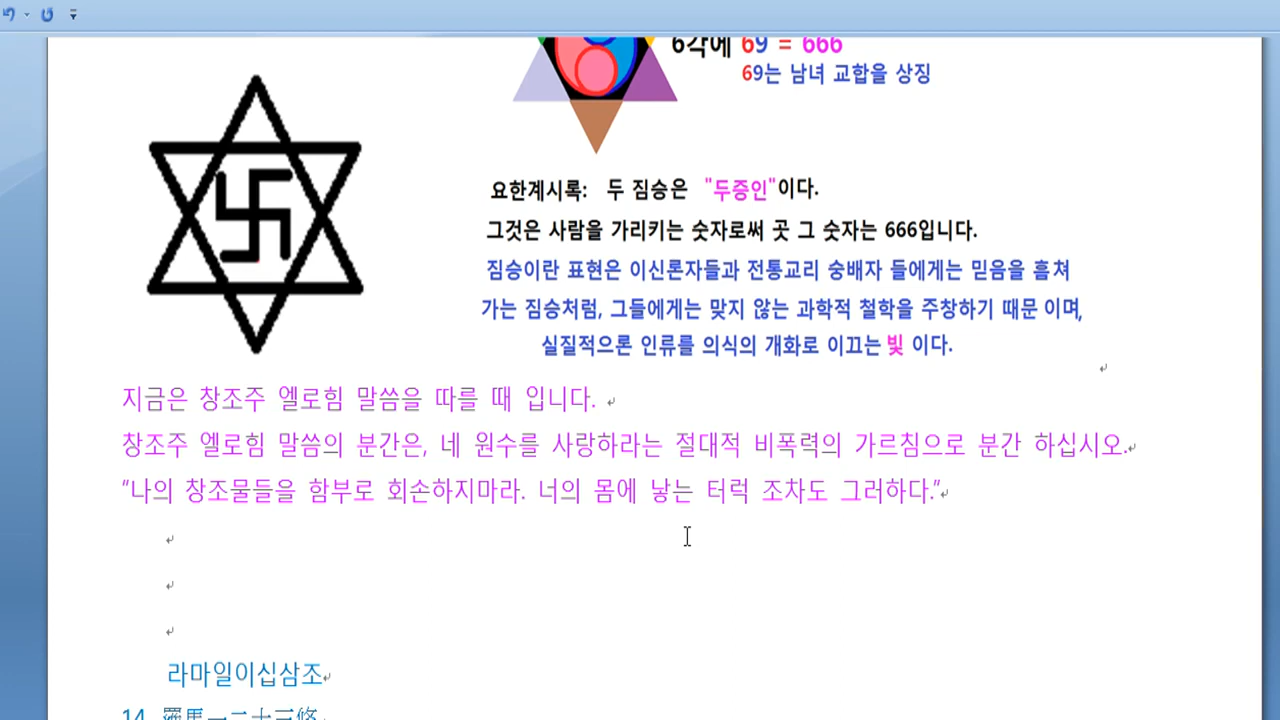 6각에 69 = 666
69는 남녀 교합을 상징
요한계시록: 두 짐승은 "두증인"이다.
그것은 사람을 가리키는 숫자로써 곳 그 숫자는 666입니다.
짐승이란 표현은 이신론자들과 전통교리 숭배자 들에게는 믿음을 흠쳐
가는 짐승처럼, 그들에게는 맞지 않는 과학적 철학을 주창하기 때문 이며,
실질적으론 인류를 의식의 개화로 이끄는 빛 이다.
지금은 창조주 엘로힘 말씀을 따를 때 입니다.
창조주 엘로힘 말씀의 분간은, 네 원수를 사랑하라는 절대적 비폭력의 가르침으로 분간 하십시오.
"나의 창조물들을 함부로 회손하지마라. 너의 몸에 낳는 터럭 조차도 그러하다."
라마일이십삼조
14 羅馬一二十三條